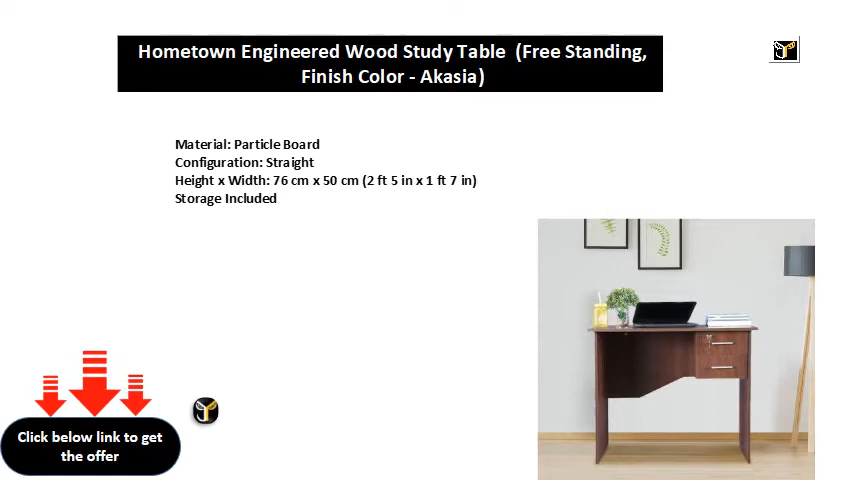 Hometown Engineered Wood Study Table  (Free Standing,
Finish Color - Akasia)
Material: Particle Board
Configuration: Straight
Height x Width: 76 cm x 50 cm (2 ft 5 in x 1 ft 7 in)
Storage Included
Click below link to get
the offer